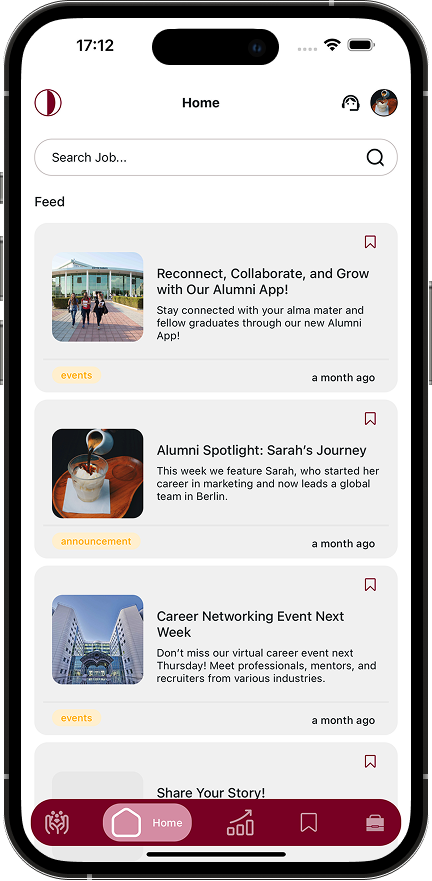 17:12
Home
Search Job...
Feed
Reconnect, Collaborate, and Grow
with Our Alumni App!
Stay connected with your alma mater and
fellow graduates through our new Alumni
App!
events
a month ago
Alumni Spotlight: Sarah’s Journey
This week we feature Sarah, who started her
career in marketing and now leads a global
team in Berlin.
announcement
a month ago
Career Networking Event Next
Week
Don’t miss our virtual career event next
Thursday! Meet professionals, mentors, and
recruiters from various industries.
events
a month ago
Share Your Story!
Home